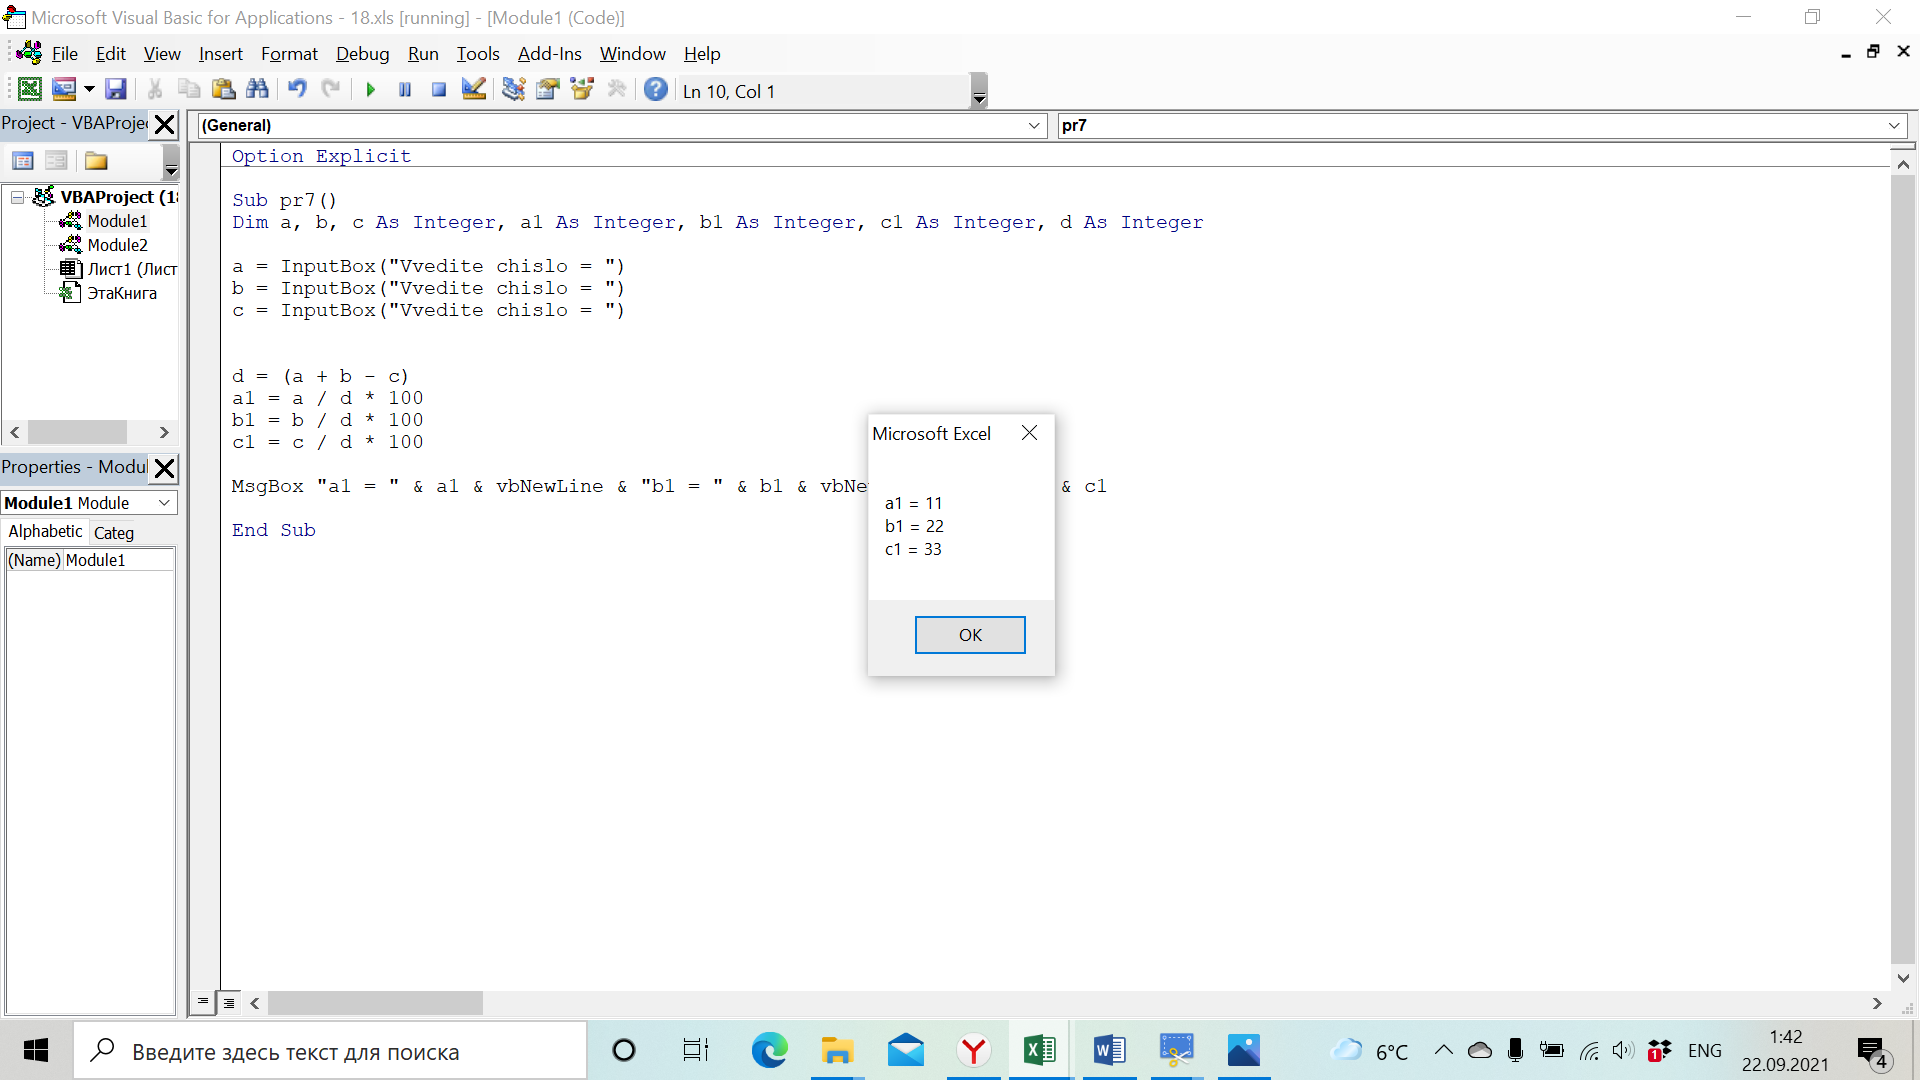 Microsoft Visual Basic for Applications - 18.xls [running] - [Module1 (Code)]
File Edit View Insert Format Debug Run Tools Add-Ins Window Help
Ln 10, Col 1
Project - VBAProje
(General)
pr7
VBAProject (18
Module1
Module2
Лист1 (Лист
ЭтаКнига
Properties - Modu
Module1 Module
Alphabetic Categ
(Name) Module1
Option Explicit
Sub pr7()
Dim a, b, c As Integer, a1 As Integer, b1 As Integer, c1 As Integer, d As Integer
a = InputBox("Vvedite chislo = ")
b = InputBox("Vvedite chislo = ")
c = InputBox("Vvedite chislo = ")
d = (a + b - c)
a1 = a / d * 100
b1 = b / d * 100
c1 = c / d * 100
MsgBox "a1 = " & a1 & vbNewLine & "b1 = " & b1 & vbNe & c1
End Sub
Microsoft Excel
a1 = 11
b1 = 22
c1 = 33
OK
Введите здесь текст для поиска
6°C
1
ENG
1:42
22.09.2021
4